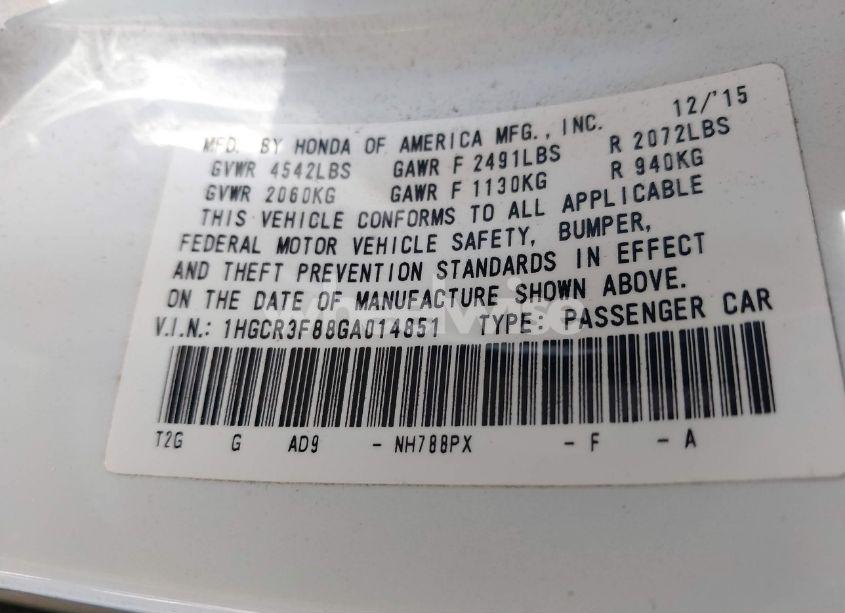 12/'15
MFD. BY HONDA OF AMERICA MFG., INC.
GVWR 4542LBS GAWR F 2491LBS R 2072LBS
GVWR 2060KG GAWR F 1130KG R 940KG
THIS VEHICLE CONFORMS TO ALL APPLICABLE
FEDERAL MOTOR VEHICLE SAFETY, BUMPER,
AND THEFT PREVENTION STANDARDS IN EFFECT
ON THE DATE OF MANUFACTURE SHOWN ABOVE.
V.I.N.: 1HGCR3F88GA014851 TYPE: PASSENGER CAR
T2G G AD9 - NH788PX - F - A